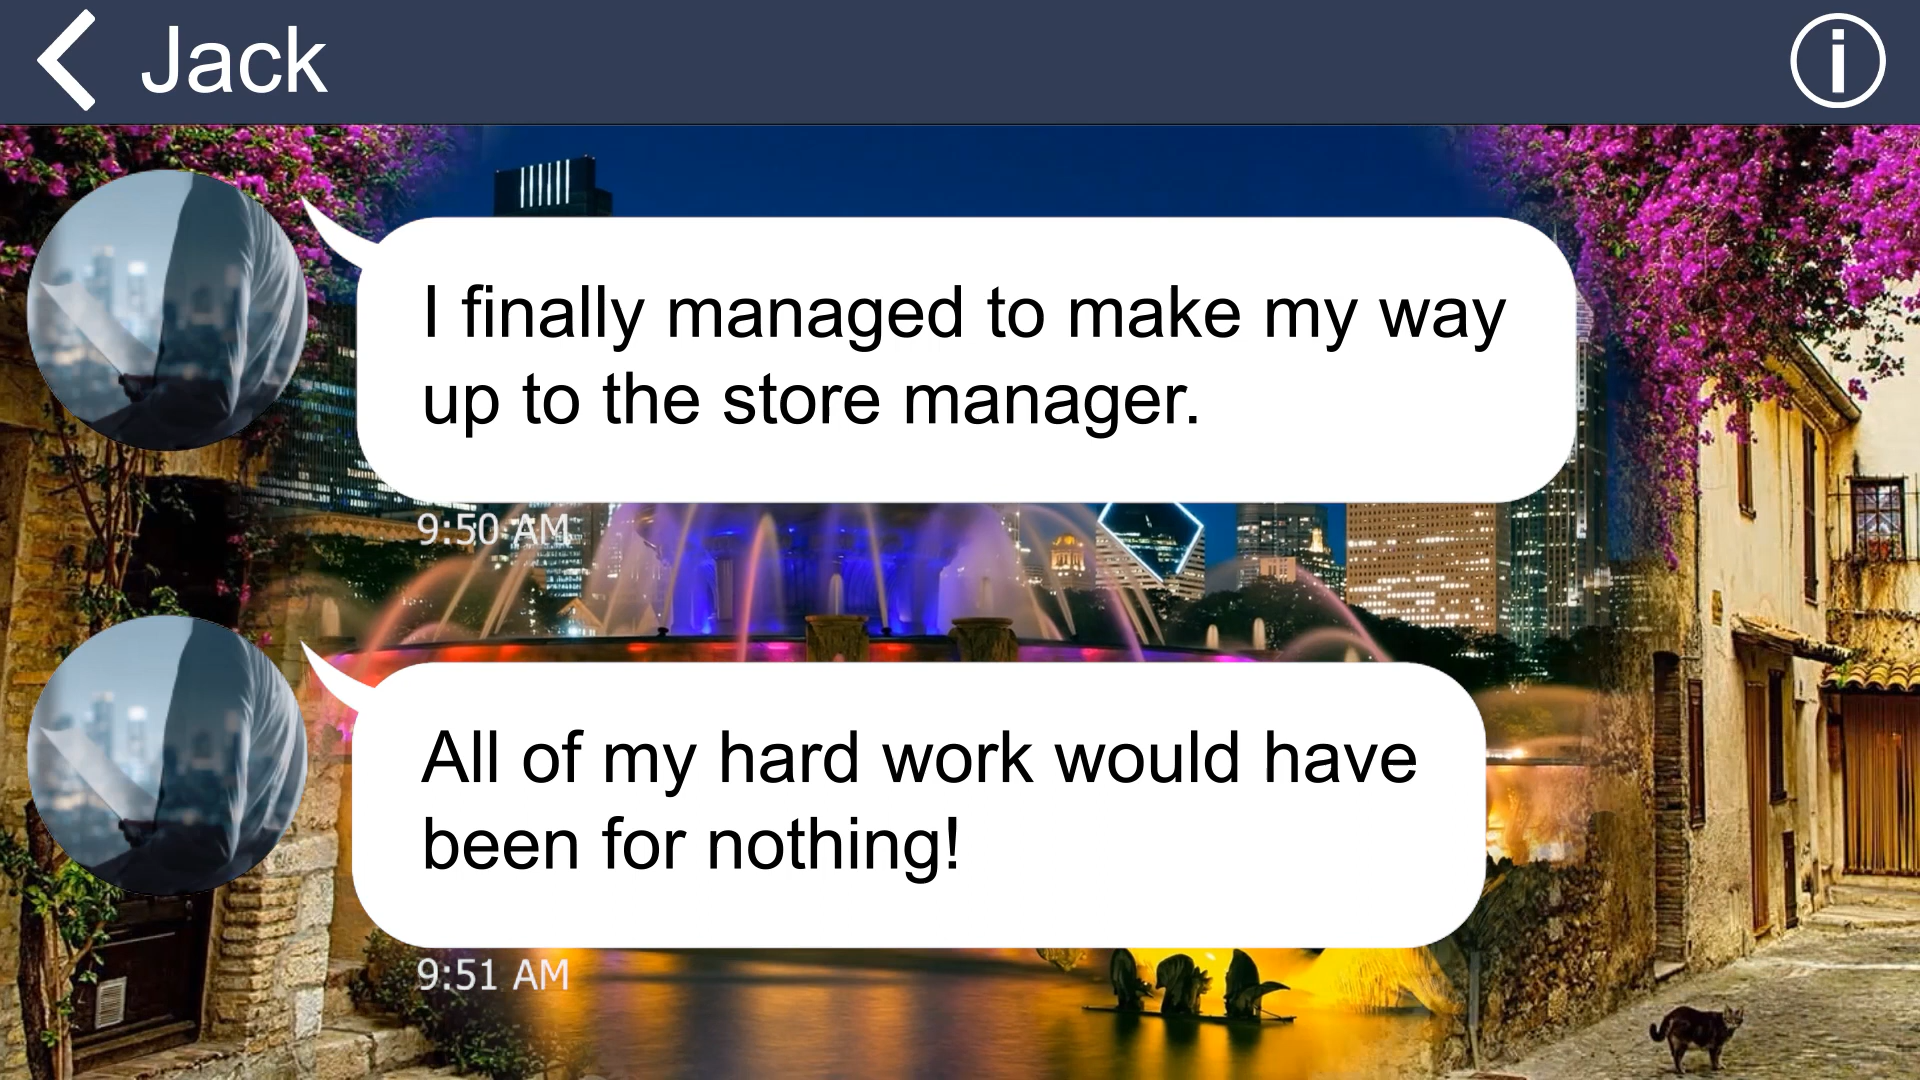 Jack
I finally managed to make my way
up to the store manager.
9:50 AM
All of my hard work would have
been for nothing!
9:51 AM